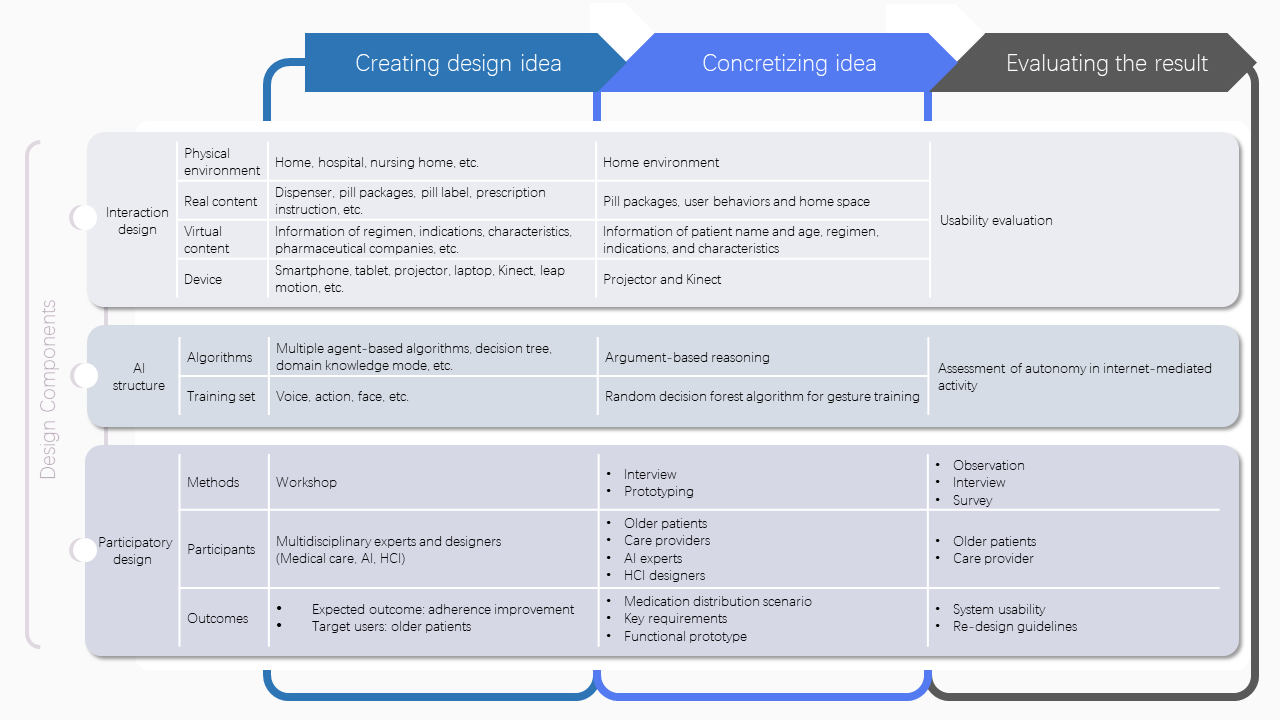 Creating design idea
Concretizing idea
Evaluating the result
Design Components
Interaction
design
Physical
environment
Home, hospital, nursing home, etc.
Home environment
Real content
Dispenser, pill packages, pill label, prescription
instruction, etc.
Pill packages, user behaviors and home space
Virtual
content
Information of regimen, indications, characteristics,
pharmaceutical companies, etc.
Information of patient name and age, regimen,
indications, and characteristics
Device
Smartphone, tablet, projector, laptop, Kinect, leap
motion, etc.
Projector and Kinect
Usability evaluation
AI
structure
Algorithms
Multiple agent-based algorithms, decision tree,
domain knowledge mode, etc.
Argument-based reasoning
Training set
Voice, action, face, etc.
Random decision forest algorithm for gesture training
Assessment of autonomy in internet-mediated
activity
Participatory
design
Methods
Workshop
• Interview
• Prototyping
• Observation
• Interview
• Survey
Participants
Multidisciplinary experts and designers
(Medical care, AI, HCI)
• Older patients
• Care providers
• AI experts
• HCI designers
• Older patients
• Care provider
Outcomes
• Expected outcome: adherence improvement
• Target users: older patients
• Medication distribution scenario
• Key requirements
• Functional prototype
• System usability
• Re-design guidelines